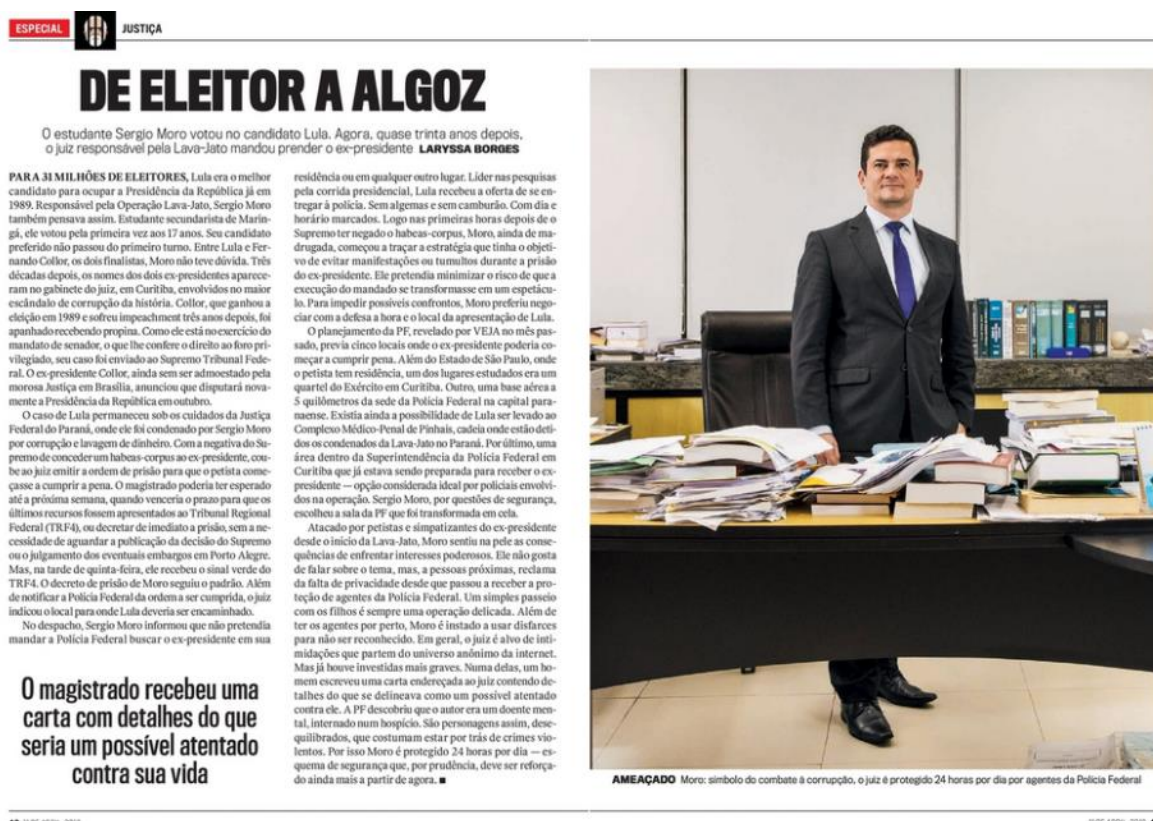 ESPECIAL
JUSTIÇA
DE ELEITOR A ALGOZ
O estudante Sergio Moro votou no candidato Lula. Agora, quase trinta anos depois,
o juiz responsável pela Lava-Jato mandou prender o ex-presidente LARYSSA BORGES
PARA 31 MILHÕES DE ELEITORES, Lula era o melhor
candidato para ocupar a Presidência da República já em
1989. Responsável pela Operação Lava-Jato, Sergio Moro
também pensava assim. Estudante secundarista de Marin-
gá, ele votou pela primeira vez aos 17 anos. Seu candidato
preferido não passou do primeiro turno. Entre Lula e Fer-
nando Collor, os dois finalistas, Moro não teve dúvida. Três
décadas depois, os nomes dos dois ex-presidentes aparece-
ram no gabinete do juiz, em Curitiba, envolvidos no maior
escândalo de corrupção da história. Collor, que ganhou a
eleição em 1989 e sofreu impeachment três anos depois, foi
apanhado recebendo propina. Como ele está no exercício do
mandato de senador, o que lhe confere o direito ao foro pri-
vilegiado, seu caso foi enviado ao Supremo Tribunal Fede-
ral. O ex-presidente Collor, ainda sem ser admoestado pela
morosa Justiça em Brasília, anunciou que disputará nova-
mente a Presidência da República em outubro.
O caso de Lula permaneceu sob os cuidados da Justiça
Federal do Paraná, onde ele foi condenado por Sergio Moro
por corrupção e lavagem de dinheiro. Com a negativa do Su-
premo de conceder um habeas-corpus ao ex-presidente, cou-
be ao juiz emitir a ordem de prisão para que o petista come-
çasse a cumprir a pena. O magistrado poderia ter esperado
até a próxima semana, quando venceria o prazo para que os
últimos recursos fossem apresentados ao Tribunal Regional
Federal (TRF4), ou decretar de imediato a prisão, sem a ne-
cessidade de aguardar a publicação da decisão do Supremo
ou o julgamento dos eventuais embargos em Porto Alegre.
Mas, na tarde de quinta-feira, ele recebeu o sinal verde do
TRF4. O decreto de prisão de Moro seguiu o padrão. Além
de notificar a Polícia Federal da ordem a ser cumprida, o juiz
indicou o local para onde Lula deveria ser encaminhado.
No despacho, Sergio Moro informou que não pretendia
mandar a Polícia Federal buscar o ex-presidente em sua
O magistrado recebeu uma
carta com detalhes do que
seria um possível atentado
contra sua vida
residência ou em qualquer outro lugar. Líder nas pesquisas
pela corrida presidencial, Lula recebeu a oferta de se en-
tregar à polícia. Sem algemas e sem camburão. Com dia e
horário marcados. Logo nas primeiras horas depois de o
Supremo ter negado o habeas-corpus, Moro, ainda de ma-
drugada, começou a traçar a estratégia que tinha o objeti-
vo de evitar manifestações ou tumultos durante a prisão
do ex-presidente. Ele pretendia minimizar o risco de que a
execução do mandado se transformasse em um espetácu-
lo. Para impedir possíveis confrontos, Moro preferiu nego-
ciar com a defesa a hora e o local da apresentação de Lula.
O planejamento da PF, revelado por VEJA no mês pas-
sado, previa cinco locais onde o ex-presidente poderia co-
meçar a cumprir pena. Além do Estado de São Paulo, onde
o petista tem residência, um dos lugares estudados era um
quartel do Exército em Curitiba. Outro, uma base aérea a
5 quilômetros da sede da Polícia Federal na capital para-
naense. Existia ainda a possibilidade de Lula ser levado ao
Complexo Médico-Penal de Pinhais, cadeia onde estão deti-
dos os condenados da Lava-Jato no Paraná. Por último, uma
área dentro da Superintendência da Polícia Federal em
Curitiba que já estava sendo preparada para receber o ex-
presidente — opção considerada ideal por policiais envolvi-
dos na operação. Sergio Moro, por questões de segurança,
escolheu a sala da PF que foi transformada em cela.
Atacado por petistas e simpatizantes do ex-presidente
desde o início da Lava-Jato, Moro sentiu na pele as conse-
quências de enfrentar interesses poderosos. Ele não gosta
de falar sobre o tema, mas, a pessoas próximas, reclama
da falta de privacidade desde que passou a receber a pro-
teção de agentes da Polícia Federal. Um simples passeio
com os filhos é sempre uma operação delicada. Além de
ter os agentes por perto, Moro é instado a usar disfarces
para não ser reconhecido. Em geral, o juiz é alvo de inti-
midações que partem do universo anônimo da internet.
Mas já houve investidas mais graves. Numa delas, um ho-
mem escreveu uma carta endereçada ao juiz contendo de-
talhes do que se delineava como um possível atentado
contra ele. A PF descobriu que o autor era um doente men-
tal, internado num hospício. São personagens assim, dese-
quilibrados, que costumam estar por trás de crimes vio-
lentos. Por isso Moro é protegido 24 horas por dia — es-
quema de segurança que, por prudência, deve ser reforça-
do ainda mais a partir de agora. ■
AMEAÇADO Moro: símbolo do combate à corrupção, o juiz é protegido 24 horas por dia por agentes da Polícia Federal